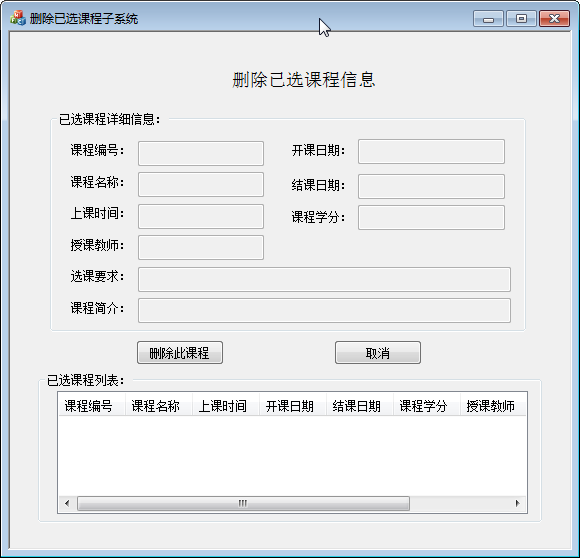 删除已选课程子系统
删除已选课程信息
已选课程详细信息:
课程编号: 开课日期:
课程名称: 结课日期:
上课时间: 课程学分:
授课教师:
选课要求:
课程简介:
删除此课程 取消
已选课程列表:
课程编号 课程名称 上课时间 开课日期 结课日期 课程学分 授课教师